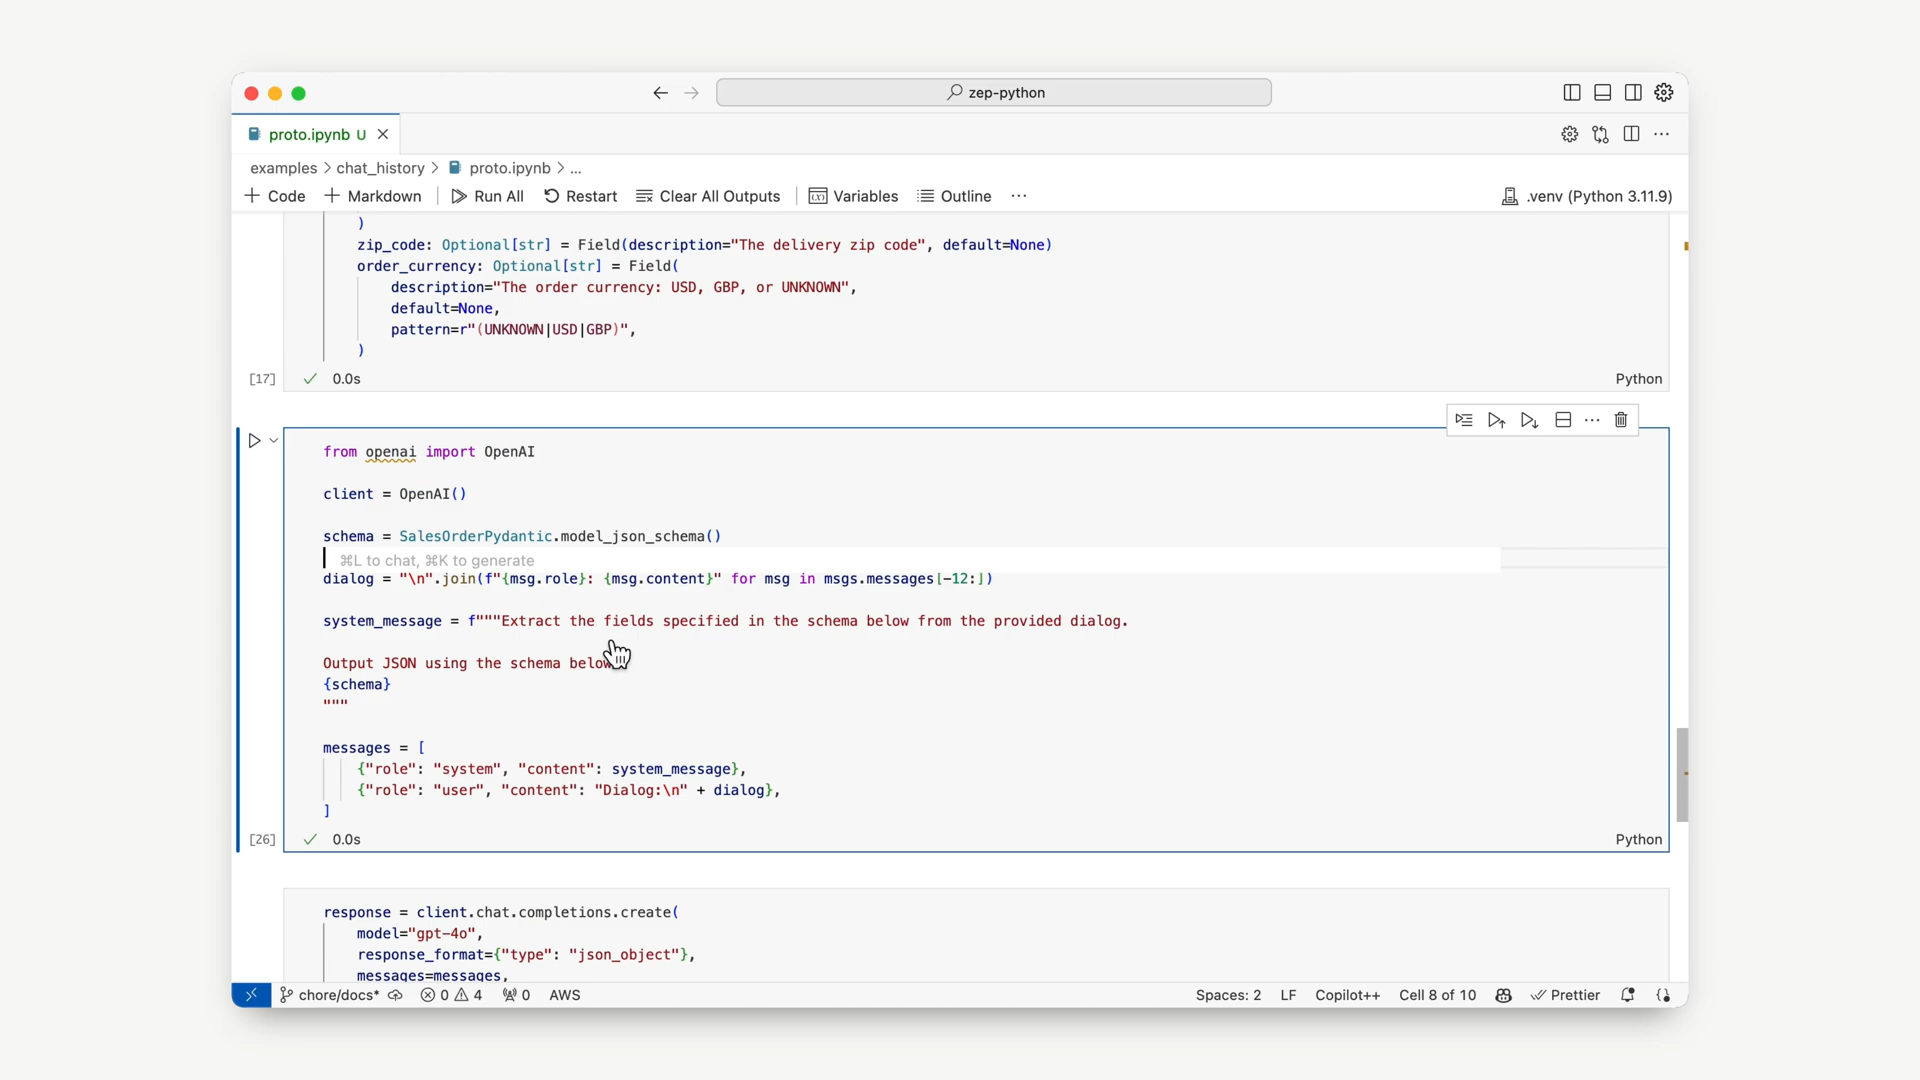 zep-python
proto.ipynb U
examples > chat_history > proto.ipynb > ...
+ Code + Markdown Run All Restart Clear All Outputs Variables Outline ... .venv (Python 3.11.9)
)
zip_code: Optional[str] = Field(description="The delivery zip code", default=None)
order_currency: Optional[str] = Field(
description="The order currency: USD, GBP, or UNKNOWN",
default=None,
pattern=r"(UNKNOWN|USD|GBP)",
)
[17] 0.0s Python
from openai import OpenAI
client = OpenAI()
schema = SalesOrderPydantic.model_json_schema()
⌘L to chat, ⌘K to generate
dialog = "\n".join(f"{msg.role}: {msg.content}" for msg in msgs.messages[-12:])
system_message = f"""Extract the fields specified in the schema below from the provided dialog.
Output JSON using the schema below
{schema}
"""
messages = [
{"role": "system", "content": system_message},
{"role": "user", "content": "Dialog:\n" + dialog},
]
[26] 0.0s Python
response = client.chat.completions.create(
model="gpt-4o",
response_format={"type": "json_object"},
messages=messages,
chore/docs* 0 4 0 AWS Spaces: 2 LF Copilot++ Cell 8 of 10 Prettier